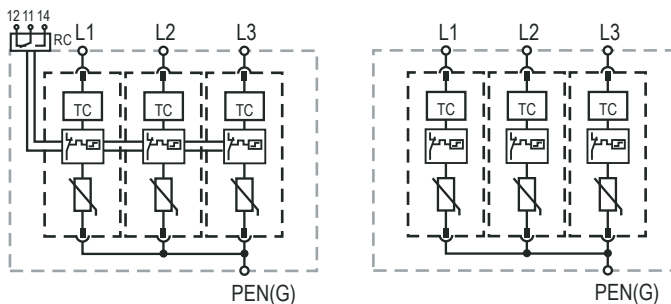 12 11 14
RC
L1 L2 L3
TC TC TC
PEN(G)
L1 L2 L3
TC TC TC
PEN(G)